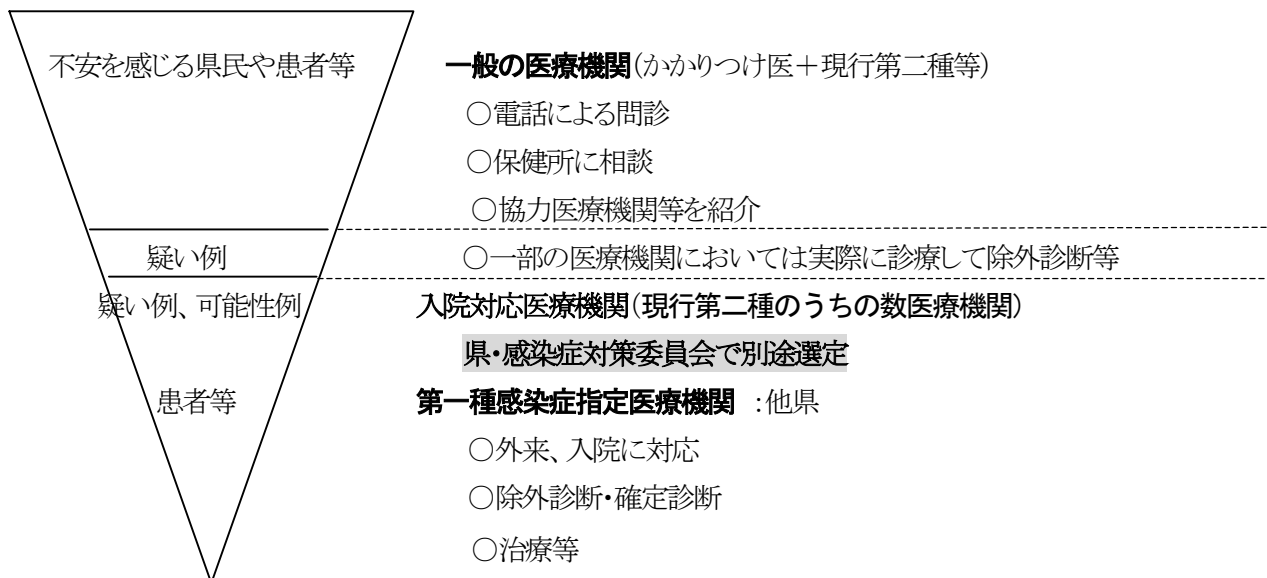 不安を感じる県民や患者等 一般の医療機関(かかりつけ医＋現行第二種等)
○電話による問診
○保健所に相談
○協力医療機関等を紹介
疑い例 ○一部の医療機関においては実際に診療して除外診断等
疑い例、可能性例 入院対応医療機関(現行第二種のうちの数医療機関)
県・感染症対策委員会で別途選定
患者等 第一種感染症指定医療機関 :他県
○外来、入院に対応
○除外診断・確定診断
○治療等